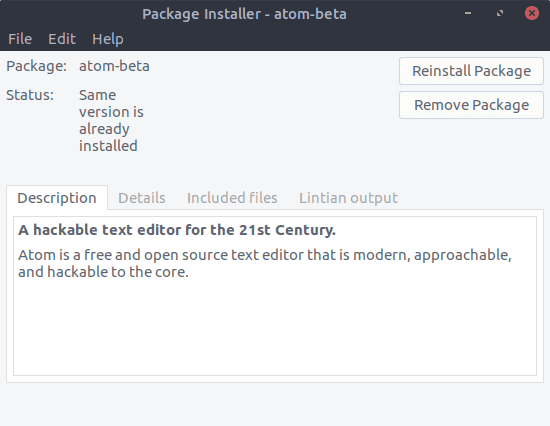 Package Installer - atom-beta
File Edit Help
Package: atom-beta
Reinstall Package
Status: Same
version is
already
installed
Remove Package
Description Details Included files Lintian output
A hackable text editor for the 21st Century.
Atom is a free and open source text editor that is modern, approachable,
and hackable to the core.